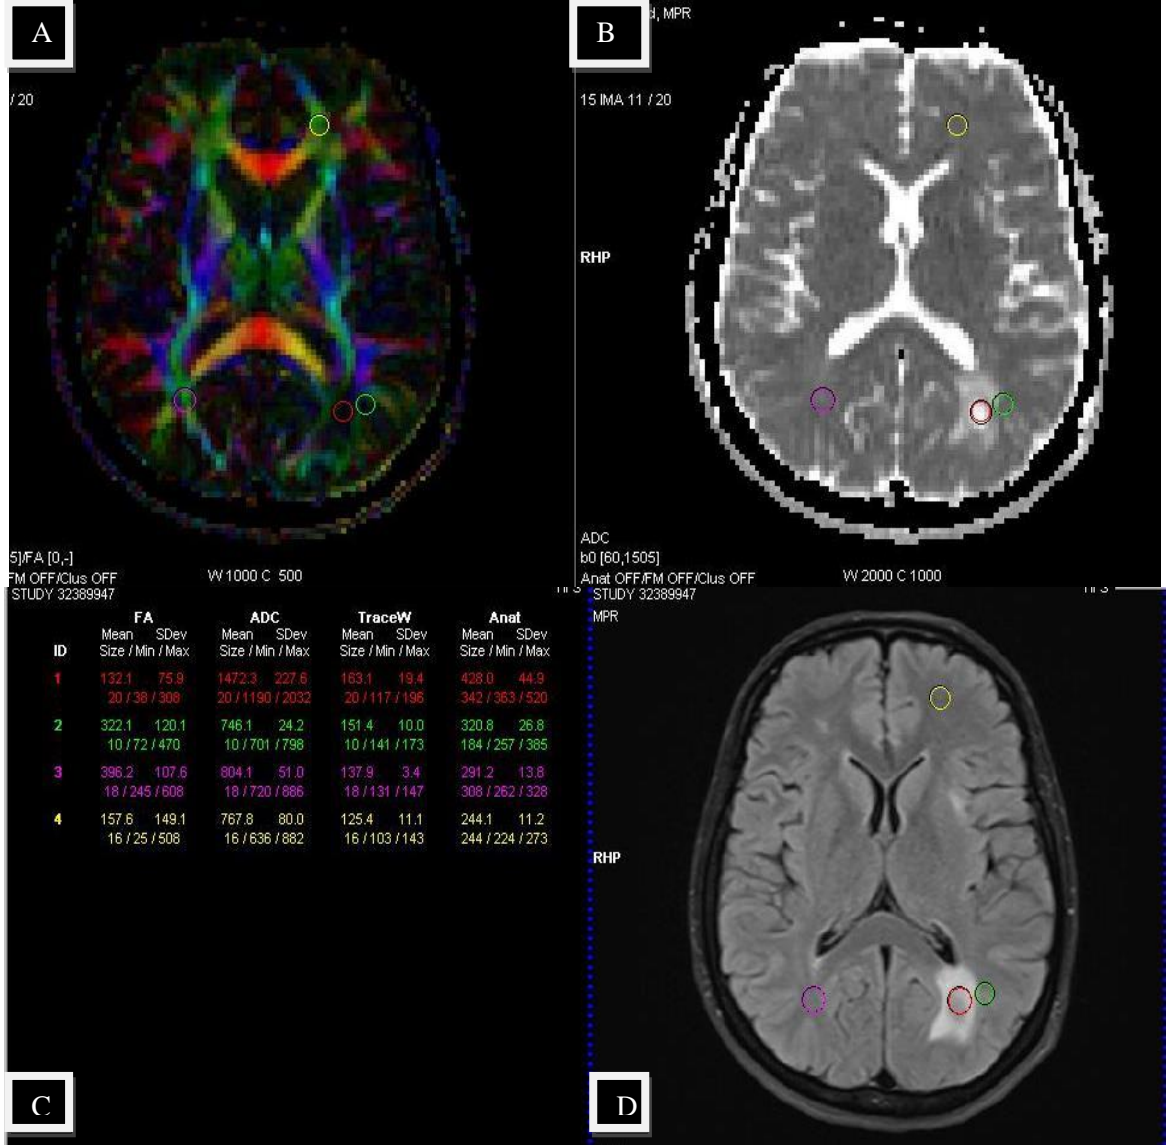 A
/ 20
5]/FA [0,-]
FM OFF/Clus OFF
W 1000 C 500
B
d, MPR
15 IMA 11 / 20
RHP
ADC
b0 [60,1505]
Anat OFF/FM OFF/Clus OFF
W 2000 C 1000
STUDY 32389947
FA ADC TraceW Anat
Mean SDev Mean SDev Mean SDev Mean SDev
ID Size / Min / Max Size / Min / Max Size / Min / Max Size / Min / Max
1 132.1 75.9 1472.3 227.6 163.1 19.4 428.0 44.9
20 / 38 / 308 20 / 1190 / 2032 20 / 117 / 196 342 / 363 / 520
2 322.1 120.1 746.1 24.2 151.4 10.0 320.8 26.8
10 / 72 / 470 10 / 701 / 798 10 / 141 / 173 184 / 257 / 385
3 396.2 107.6 804.1 51.0 137.9 3.4 291.2 13.8
18 / 245 / 608 18 / 720 / 886 18 / 131 / 147 308 / 262 / 328
4 157.6 149.1 767.8 80.0 125.4 11.1 244.1 11.2
16 / 25 / 508 16 / 636 / 882 16 / 103 / 143 244 / 224 / 273
C
STUDY 32389947
MPR
RHP
D